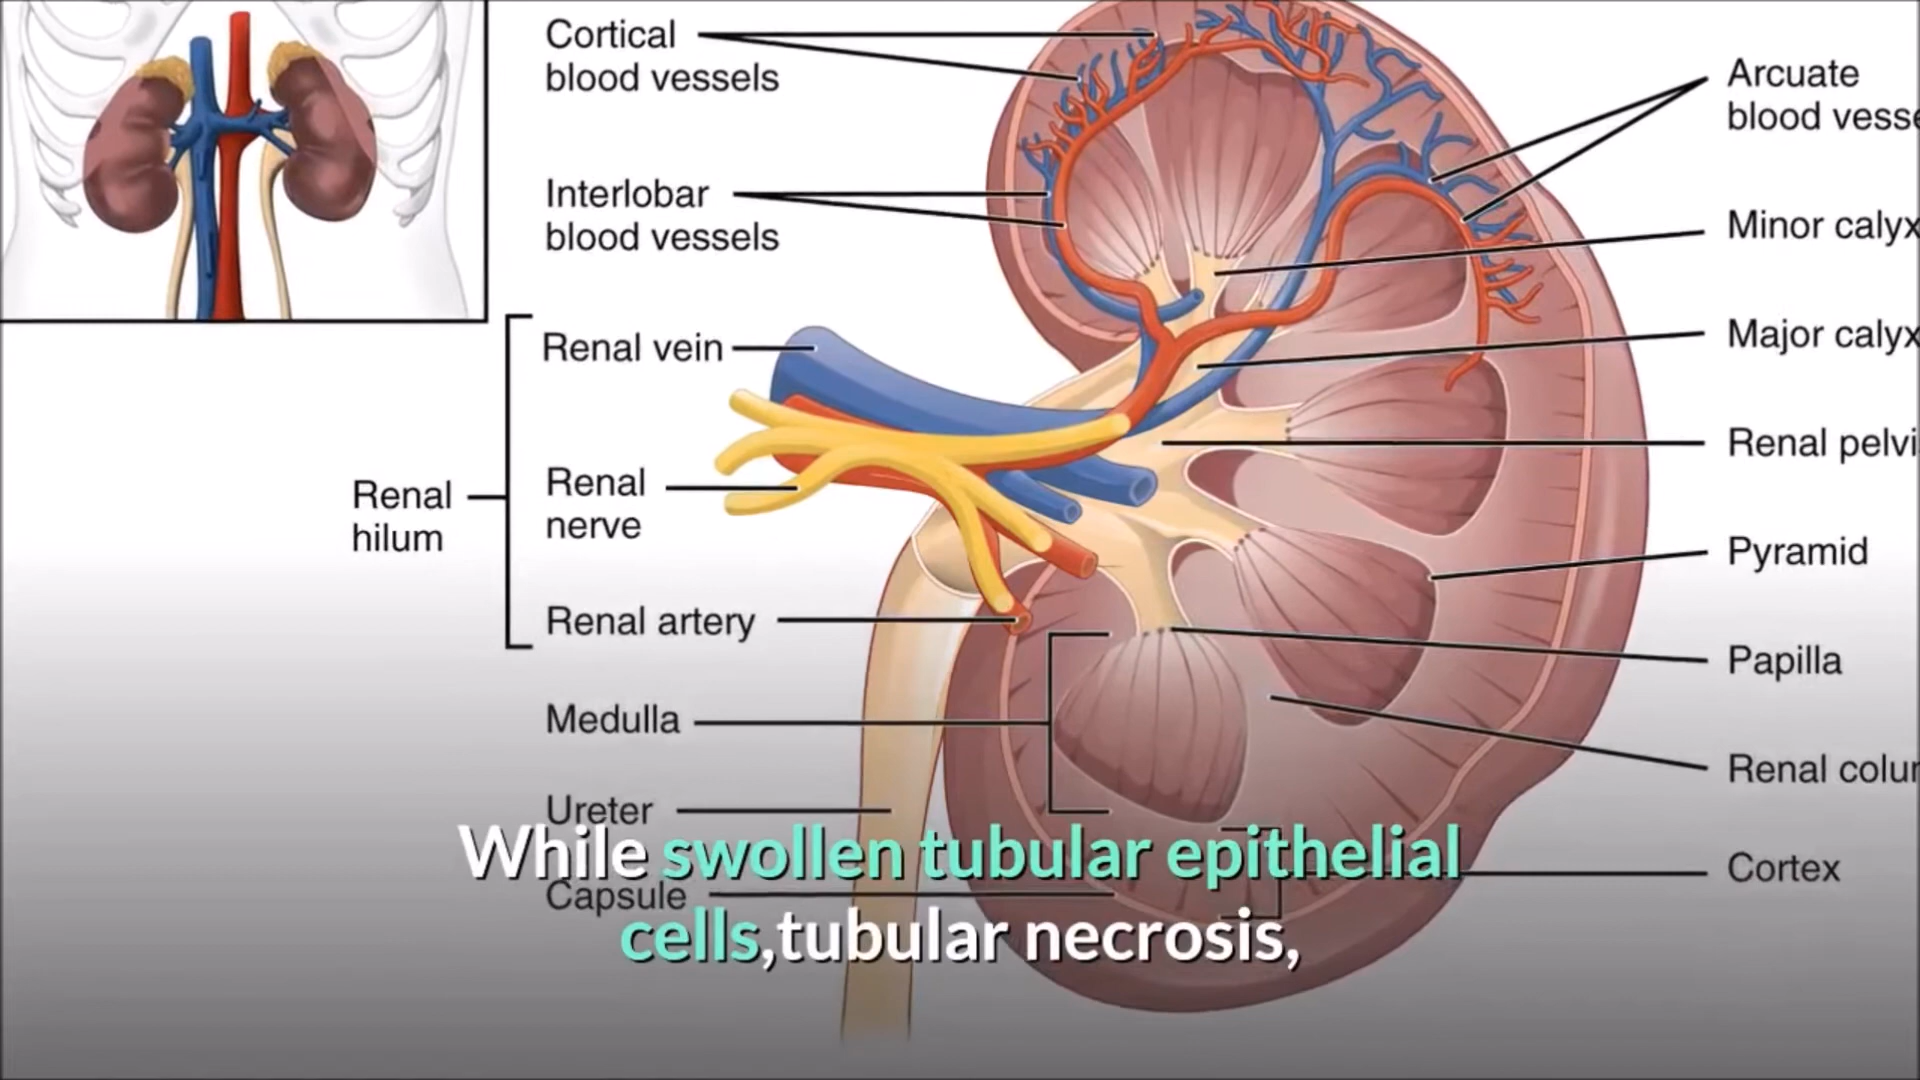 Cortical
blood vessels
Interlobar
blood vessels
Renal vein
Renal
hilum
Renal
nerve
Renal artery
Medulla
Ureter
Capsule
Arcuate
blood vesse
Minor calyx
Major calyx
Renal pelvi
Pyramid
Papilla
Renal colu
Cortex
While swollen tubular epithelial
cells,tubular necrosis,